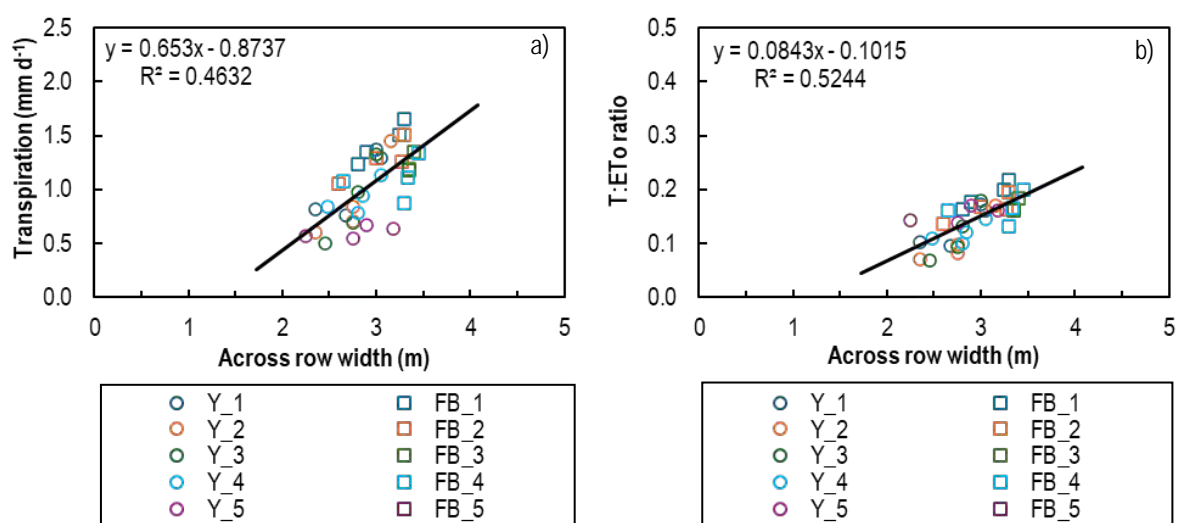 y = 0.653x - 0.8737
R² = 0.4632
a)
Transpiration (mm d⁻¹)
2.5
2.0
1.5
1.0
0.5
0.0
0 1 2 3 4 5
Across row width (m)
Y_1 FB_1
Y_2 FB_2
Y_3 FB_3
Y_4 FB_4
Y_5 FB_5
y = 0.0843x - 0.1015
R² = 0.5244
b)
T:ETo ratio
0.5
0.4
0.3
0.2
0.1
0.0
0 1 2 3 4 5
Across row width (m)
Y_1 FB_1
Y_2 FB_2
Y_3 FB_3
Y_4 FB_4
Y_5 FB_5